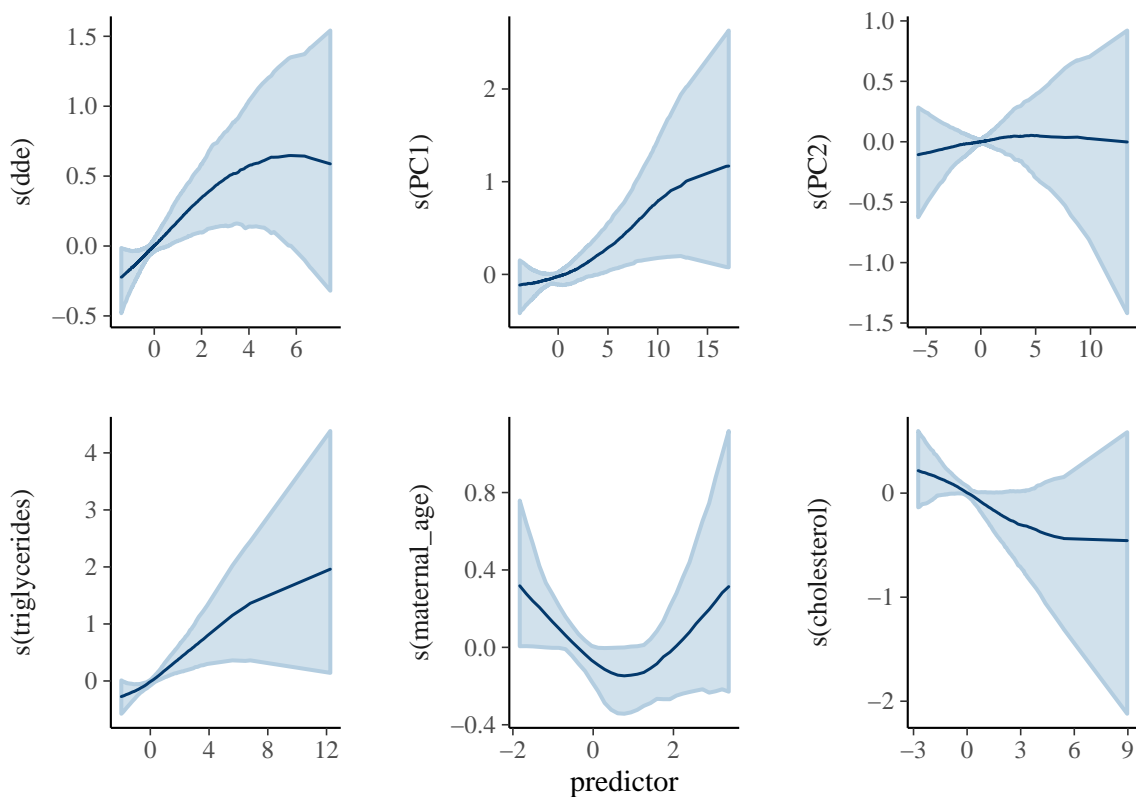 s(dde)
1.5
1.0
0.5
0.0
−0.5
0 2 4 6
s(PC1)
2
1
0
0 5 10 15
s(PC2)
1.0
0.5
0.0
−0.5
−1.0
−1.5
−5 0 5 10
s(triglycerides)
4
3
2
1
0
0 4 8 12
s(maternal_age)
0.8
0.4
0.0
−0.4
−2 0 2
s(cholesterol)
0
−1
−2
−3 0 3 6 9
predictor